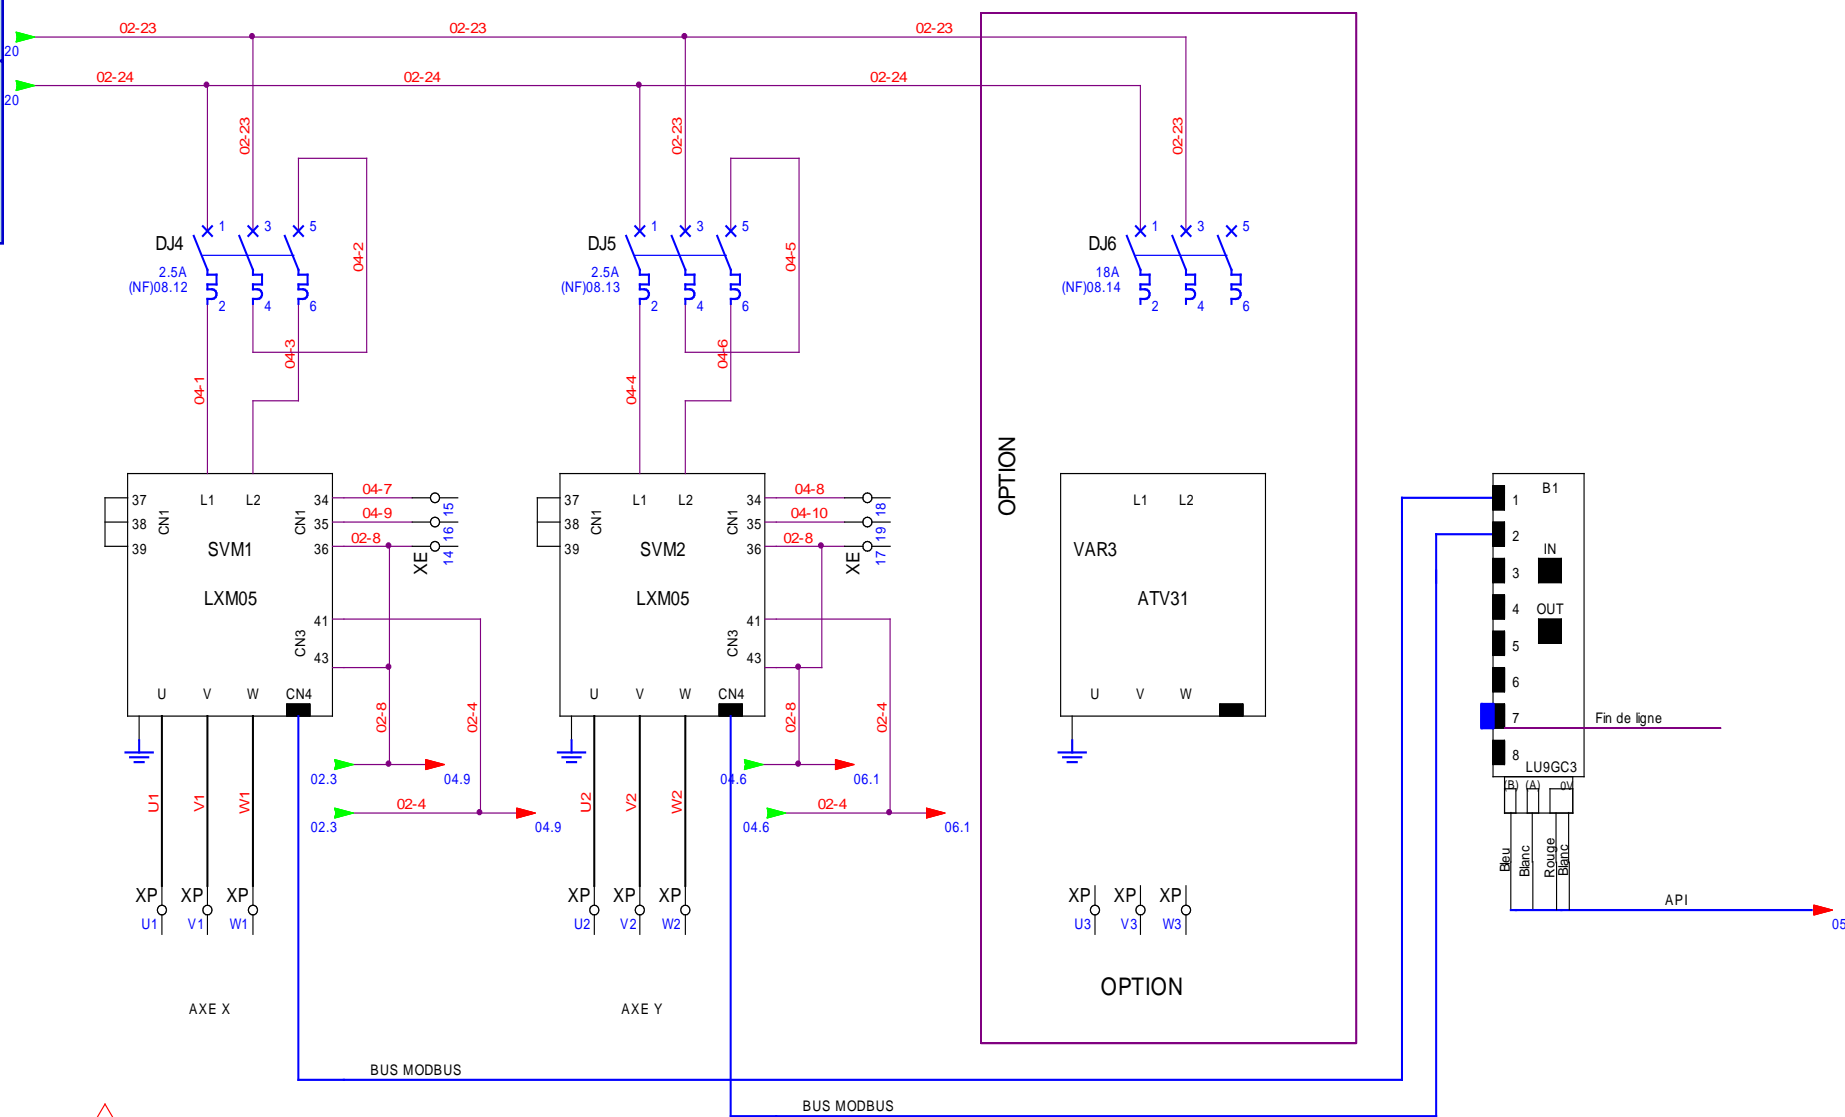 02-23 02-23 02-23
20
02-24 02-24 02-24
20
02-23 02-23 02-23
1 3 5 1 3 5 1 3 5
DJ4 DJ5 DJ6
04-2 04-5
2.5A 2.5A 18A
(NF)08.12 (NF)08.13 (NF)08.14
2 4 6 2 4 6 2 4 6
04-3 04-6
04-1 04-4
OPTION
37 L1 L2 34 04-7 15
38 CN1 CN1 35 04-9 16
39 SVM1 36 02-8 XE 14
LXM05
41
CN3
43
U V W CN4
37 L1 L2 34 04-8 18
38 CN1 CN1 35 04-10 19
39 SVM2 36 02-8 XE 17
LXM05
41
CN3
43
U V W CN4
L1 L2
VAR3
ATV31
U V W
B1
1
2
IN
3
4 OUT
5
6
7 Fin de ligne
8
LU9GC3
(B) (A) 0V
02-8 02-4 02-8 02-4
02.3 04.9 04.6 06.1
02-4 02-4
02.3 04.9 04.6 06.1
U1 V1 W1 U2 V2 W2
Bleu Blanc Rouge Blanc
XP XP XP XP XP XP XP XP XP
U1 V1 W1 U2 V2 W2 U3 V3 W3
API
05
OPTION
AXE X AXE Y
BUS MODBUS
BUS MODBUS